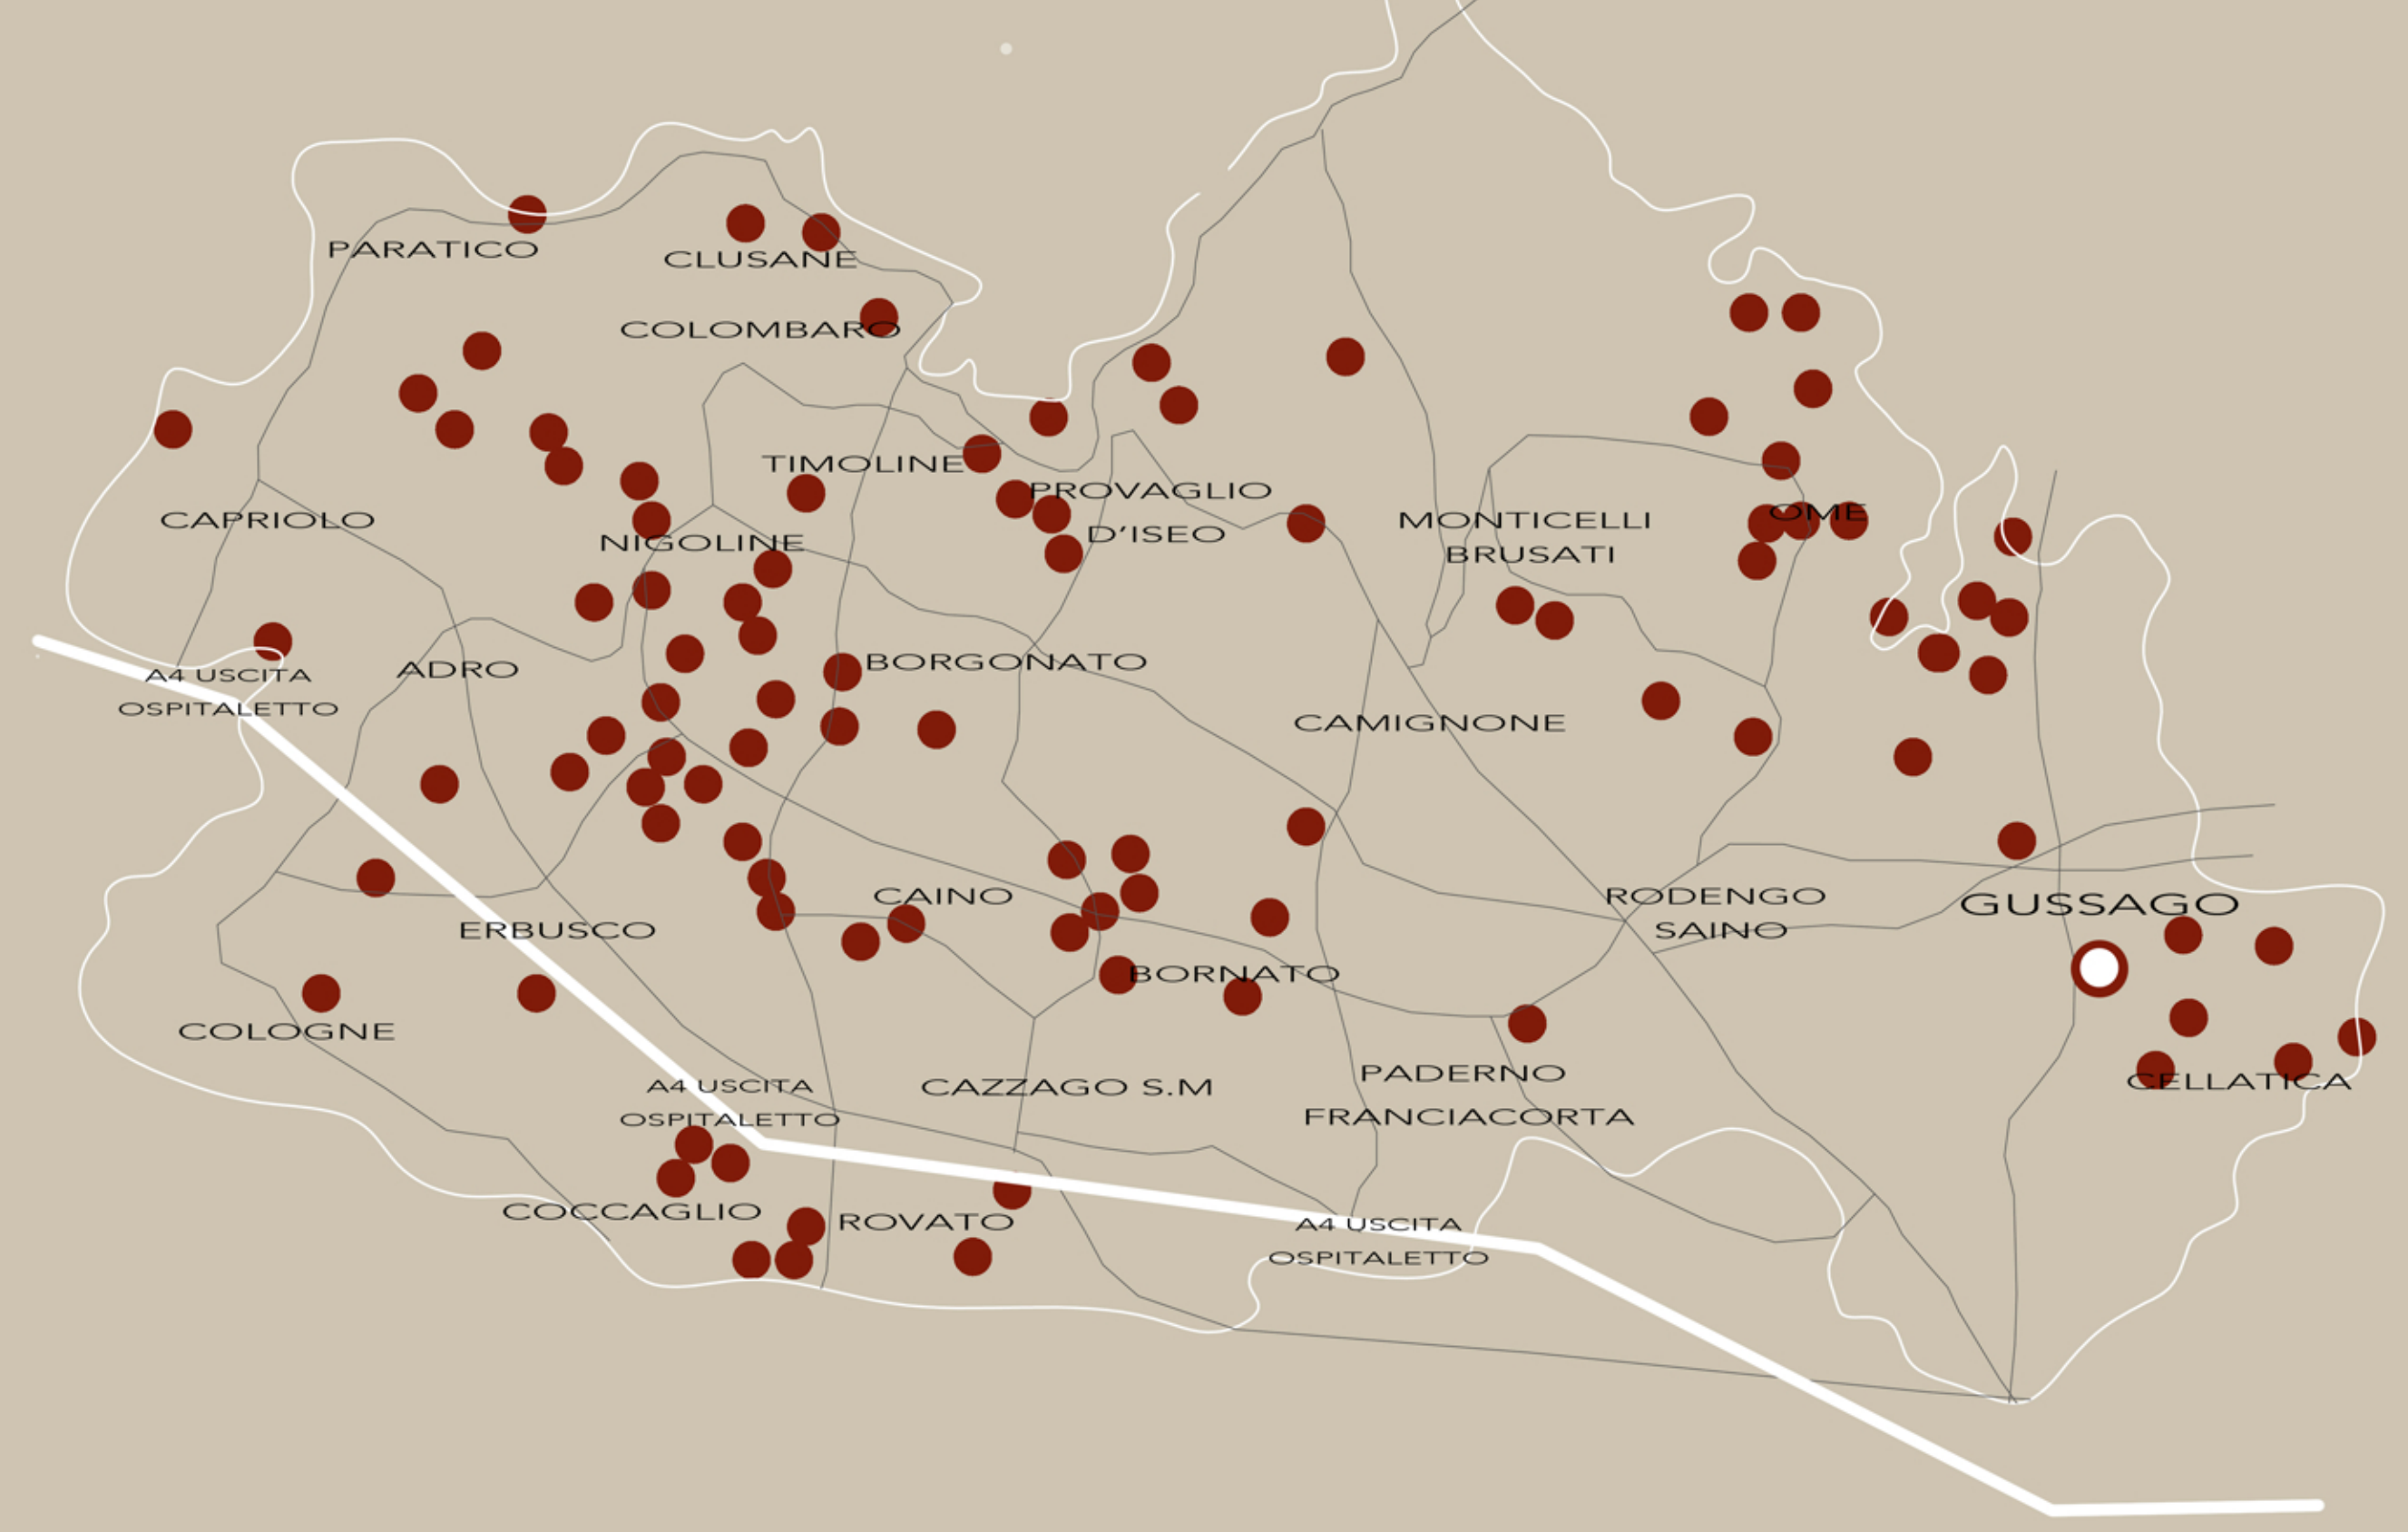 PARATICO
CLUSANE
COLOMBARO
TIMOLINE
PROVAGLIO
D'ISEO
CAPRIOLO
NIGOLINE
MONTICELLI
BRUSATI
OME
ADRO
BORGONATO
A4 USCITA
OSPITALETTO
CAMIGNONE
CAINO
RODENGO
SAINO
GUSSAGO
ERBUSCO
BORNATO
COLOGNE
PADERNO
FRANCIACORTA
CELLATICA
A4 USCITA
OSPITALETTO
CAZZAGO S.M
COCCAGLIO
ROVATO
A4 USCITA
OSPITALETTO